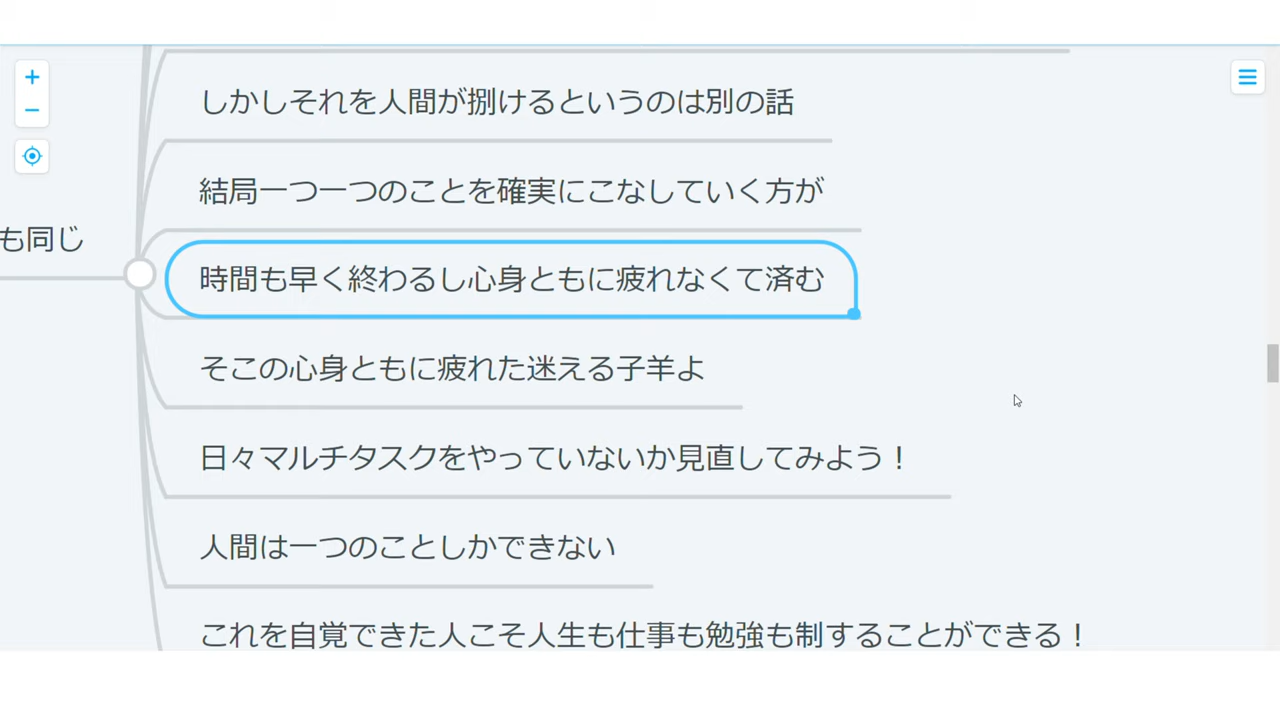 しかしそれを人間が捌けるというのは別の話
結局一つ一つのことを確実にこなしていく方が
も同じ
時間も早く終わるし心身ともに疲れなくて済む
そこの心身ともに疲れた迷える子羊よ
日々マルチタスクをやっていないか見直してみよう！
人間は一つのことしかできない
これを自覚できた人こそ人生も仕事も勉強も制することができる！